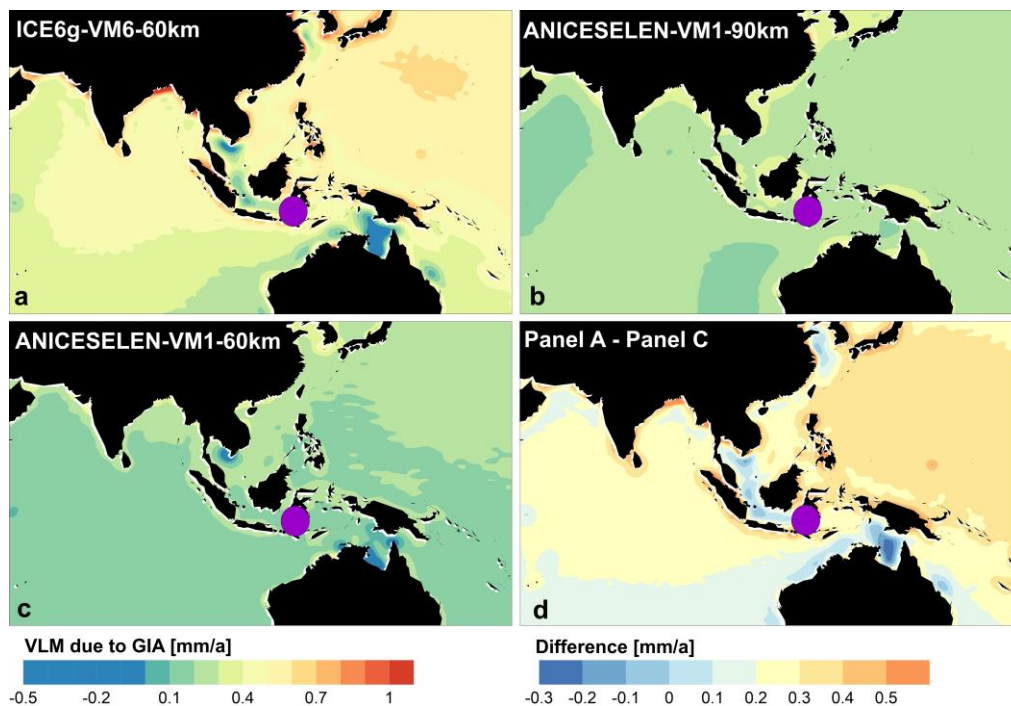 ICE6g-VM6-60km
a
ANICESELEN-VM1-90km
b
ANICESELEN-VM1-60km
c
Panel A - Panel C
d
VLM due to GIA [mm/a]
-0.5 -0.2 0.1 0.4 0.7 1
Difference [mm/a]
-0.3 -0.2 -0.1 0 0.1 0.2 0.3 0.4 0.5